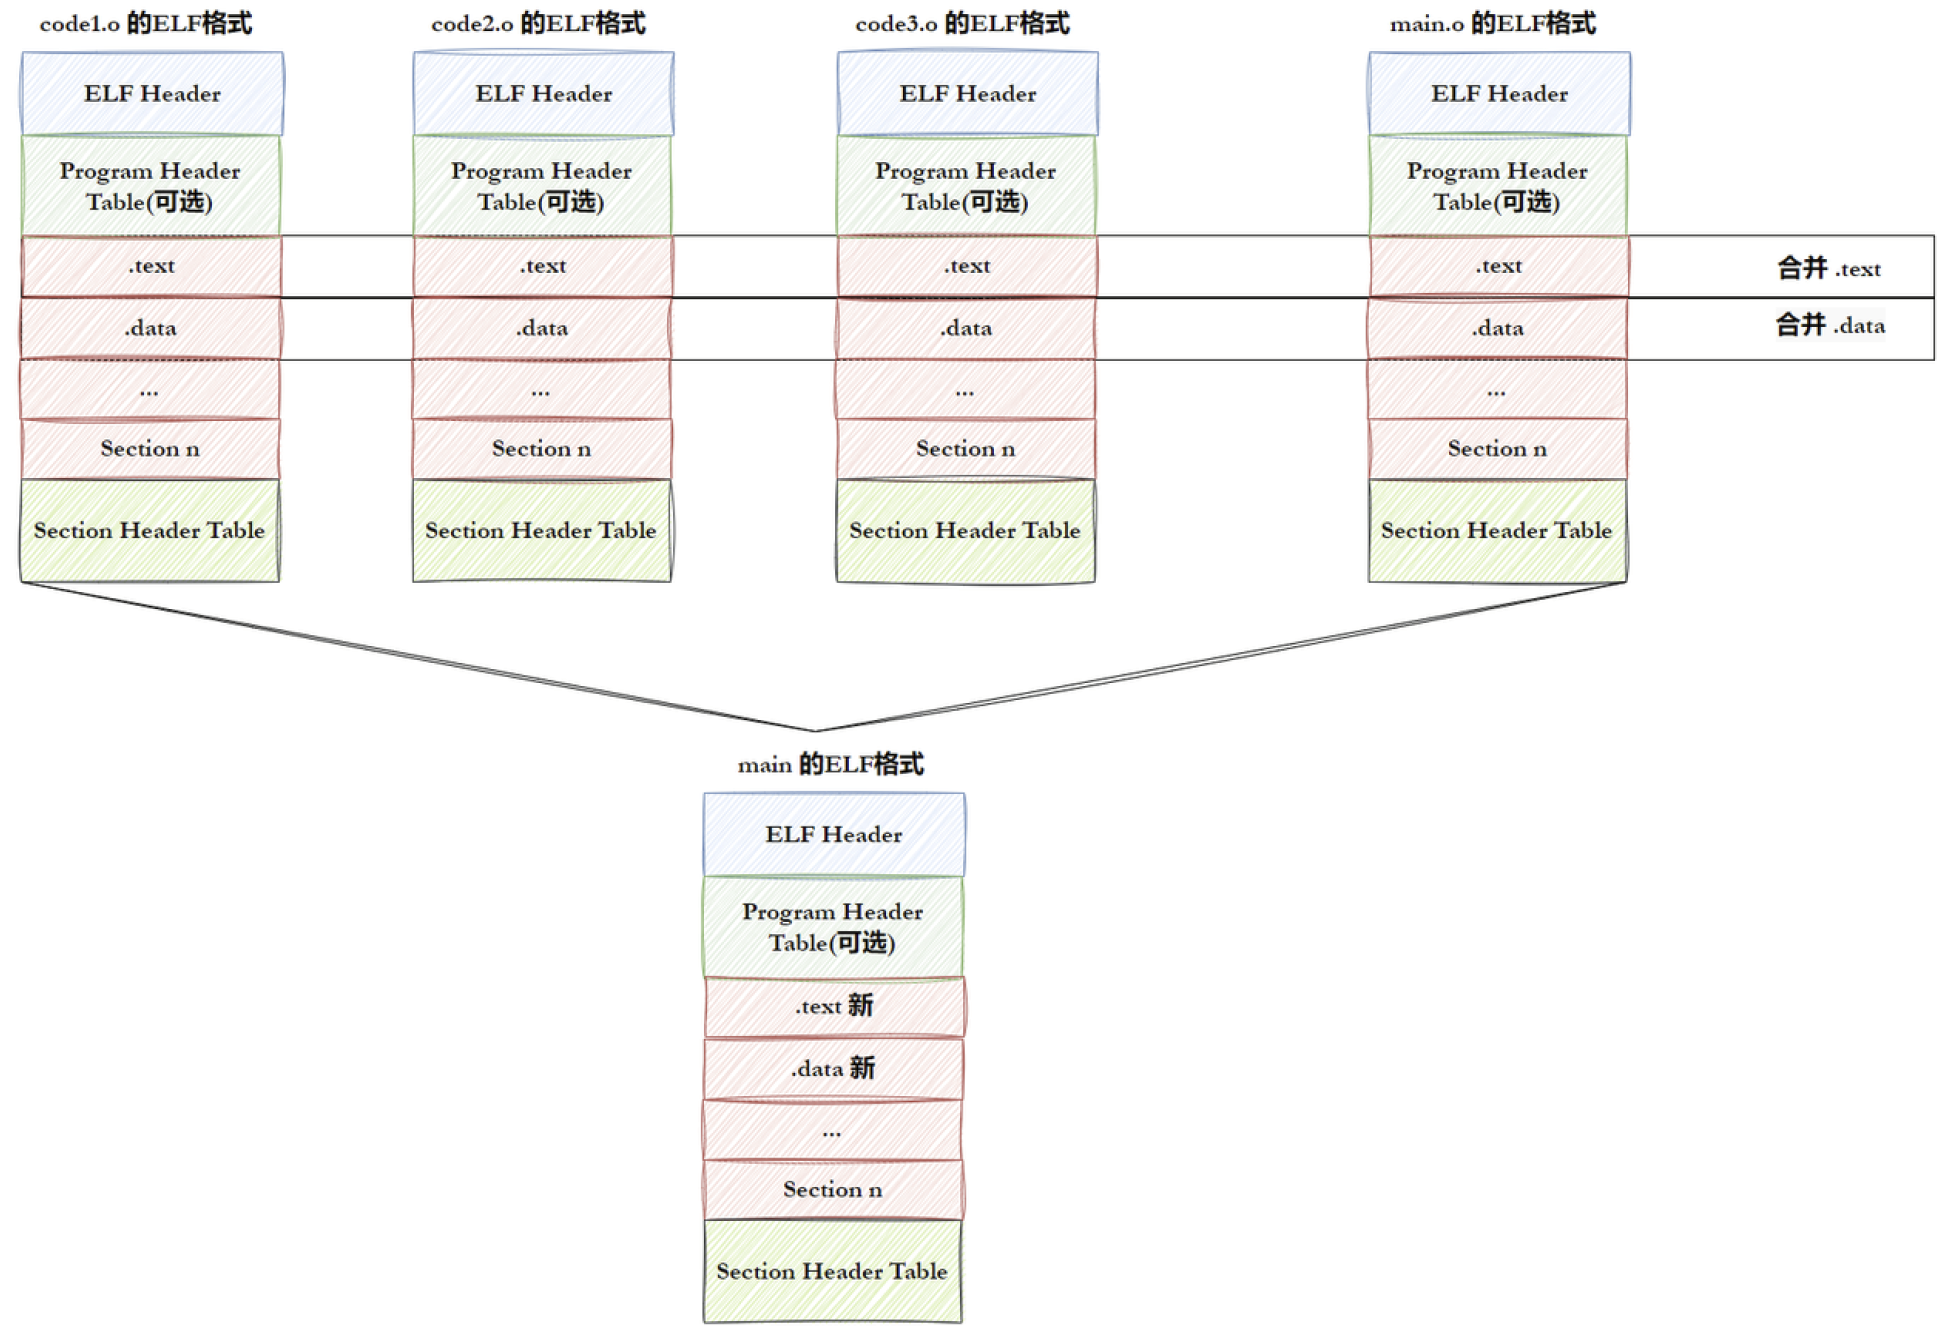 code1.o 的ELF格式
code2.o 的ELF格式
code3.o 的ELF格式
main.o 的ELF格式
ELF Header
ELF Header
ELF Header
ELF Header
Program Header
Table(可选)
Program Header
Table(可选)
Program Header
Table(可选)
Program Header
Table(可选)
.text
.text
.text
.text
合并 .text
.data
.data
.data
.data
合并 .data
...
...
...
...
Section n
Section n
Section n
Section n
Section Header Table
Section Header Table
Section Header Table
Section Header Table
main 的ELF格式
ELF Header
Program Header
Table(可选)
.text 新
.data 新
...
Section n
Section Header Table